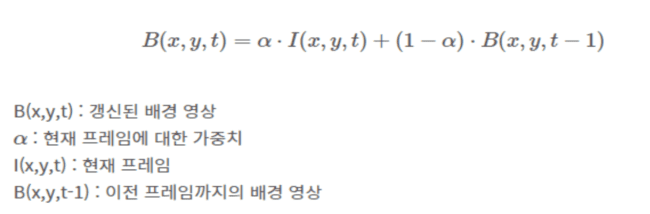 B(x, y, t) = α · I(x, y, t) + (1 − α) · B(x, y, t − 1)
B(x,y,t) : 갱신된 배경 영상
α : 현재 프레임에 대한 가중치
I(x,y,t) : 현재 프레임
B(x,y,t-1) : 이전 프레임까지의 배경 영상